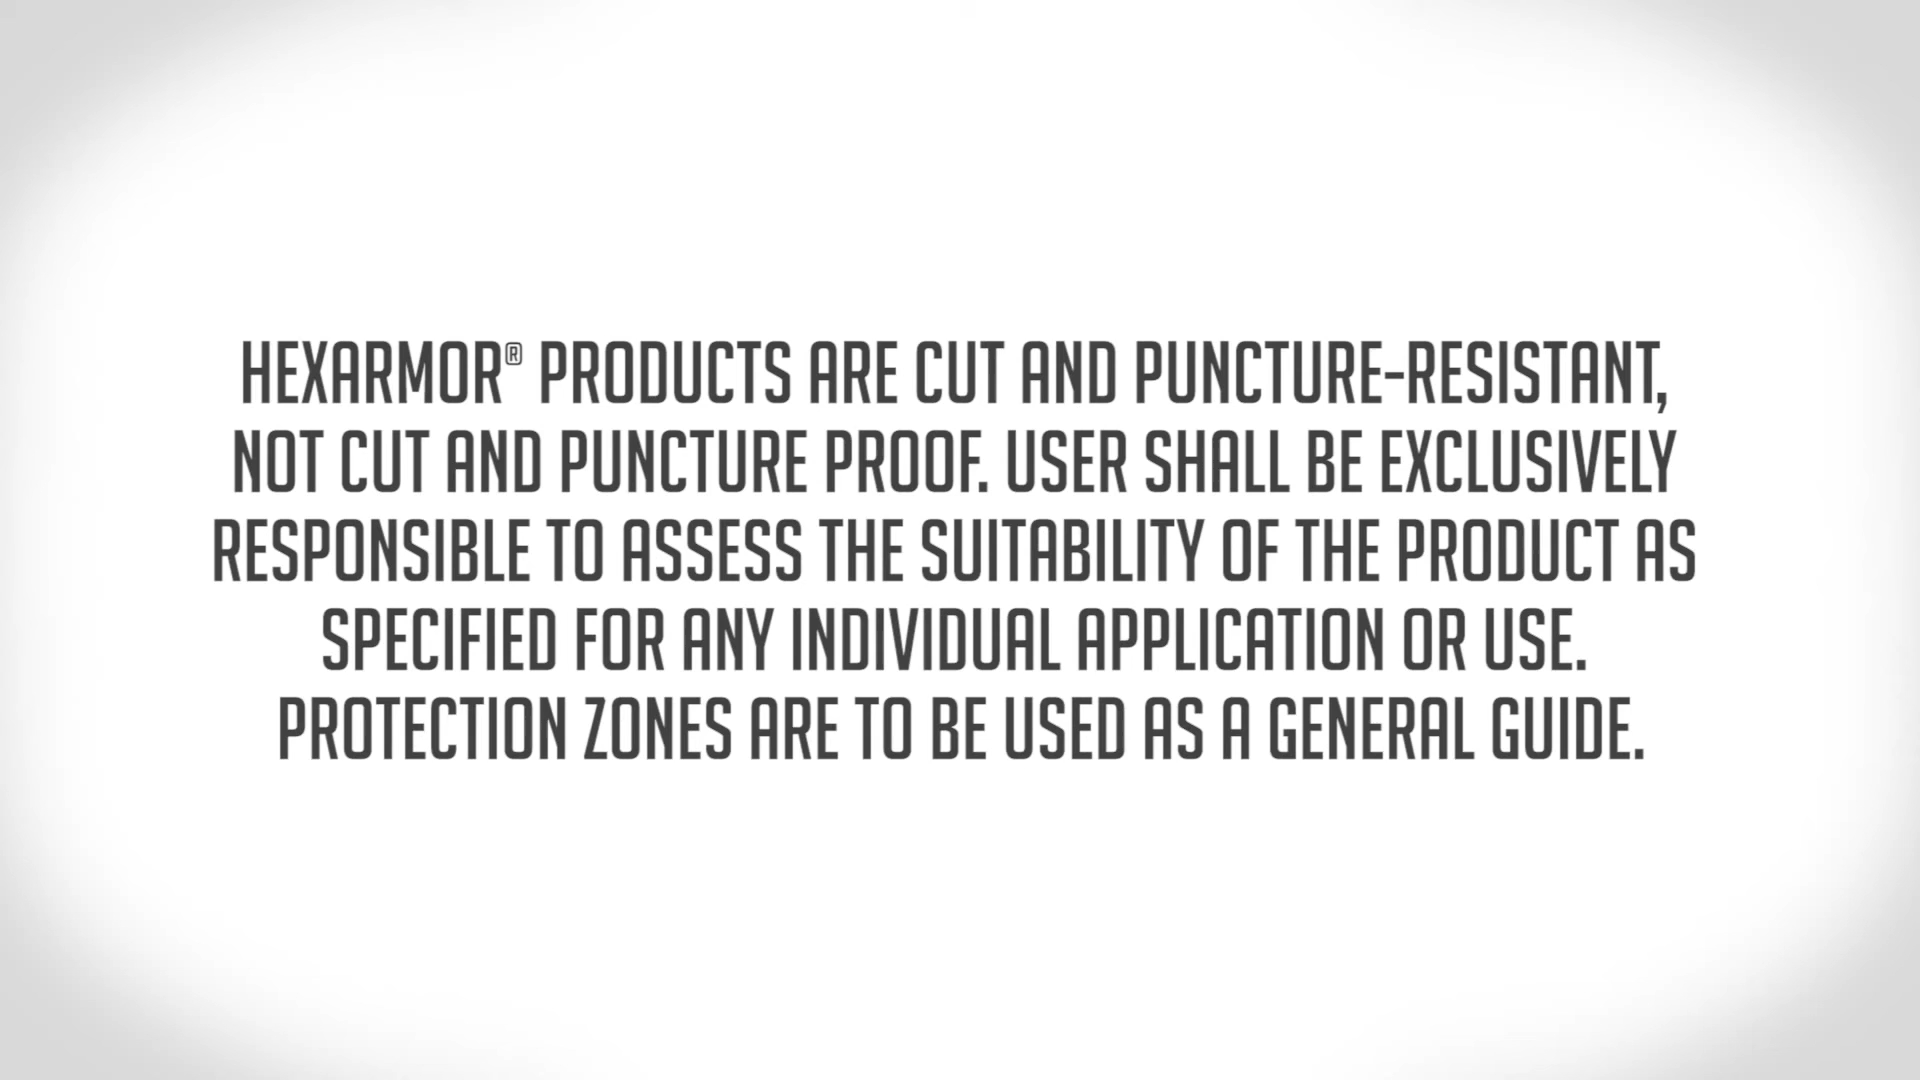 HEXARMOR® PRODUCTS ARE CUT AND PUNCTURE-RESISTANT,
NOT CUT AND PUNCTURE PROOF. USER SHALL BE EXCLUSIVELY
RESPONSIBLE TO ASSESS THE SUITABILITY OF THE PRODUCT AS
SPECIFIED FOR ANY INDIVIDUAL APPLICATION OR USE.
PROTECTION ZONES ARE TO BE USED AS A GENERAL GUIDE.